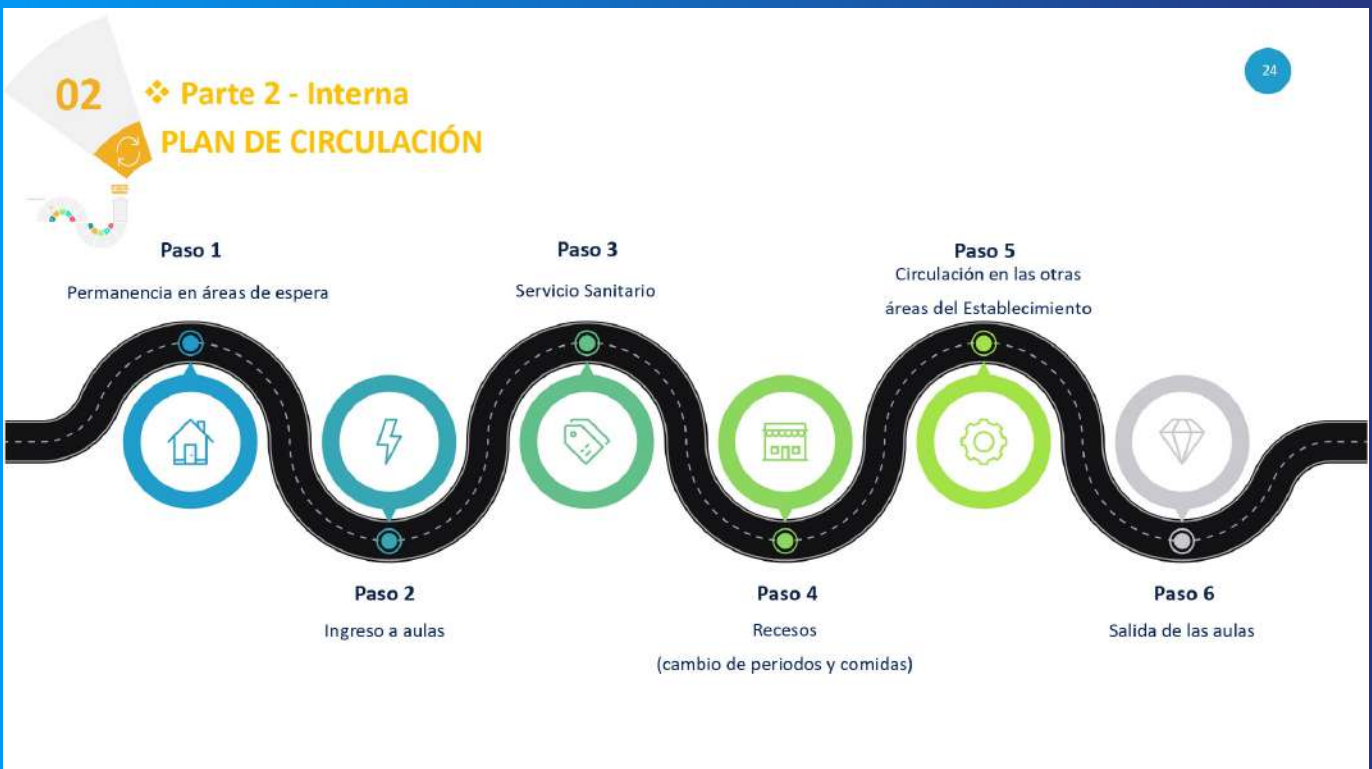 24
02
❖ Parte 2 - Interna
PLAN DE CIRCULACIÓN
Paso 1
Permanencia en áreas de espera
Paso 3
Servicio Sanitario
Paso 5
Circulación en las otras
áreas del Establecimiento
Paso 2
Ingreso a aulas
Paso 4
Recesos
(cambio de periodos y comidas)
Paso 6
Salida de las aulas